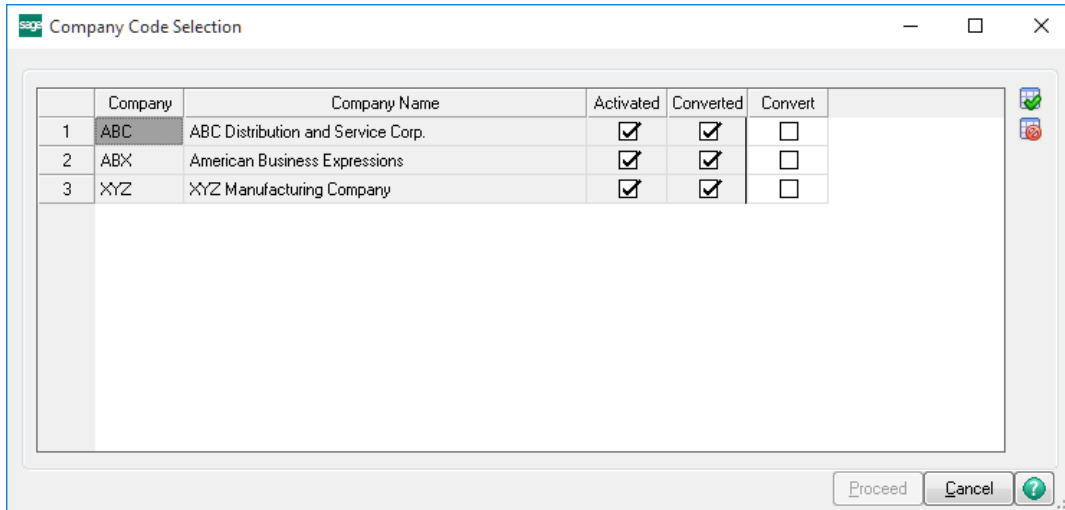 sage Company Code Selection
Company Company Name Activated Converted Convert
1 ABC ABC Distribution and Service Corp.
2 ABX American Business Expressions
3 XYZ XYZ Manufacturing Company
Proceed Cancel ?